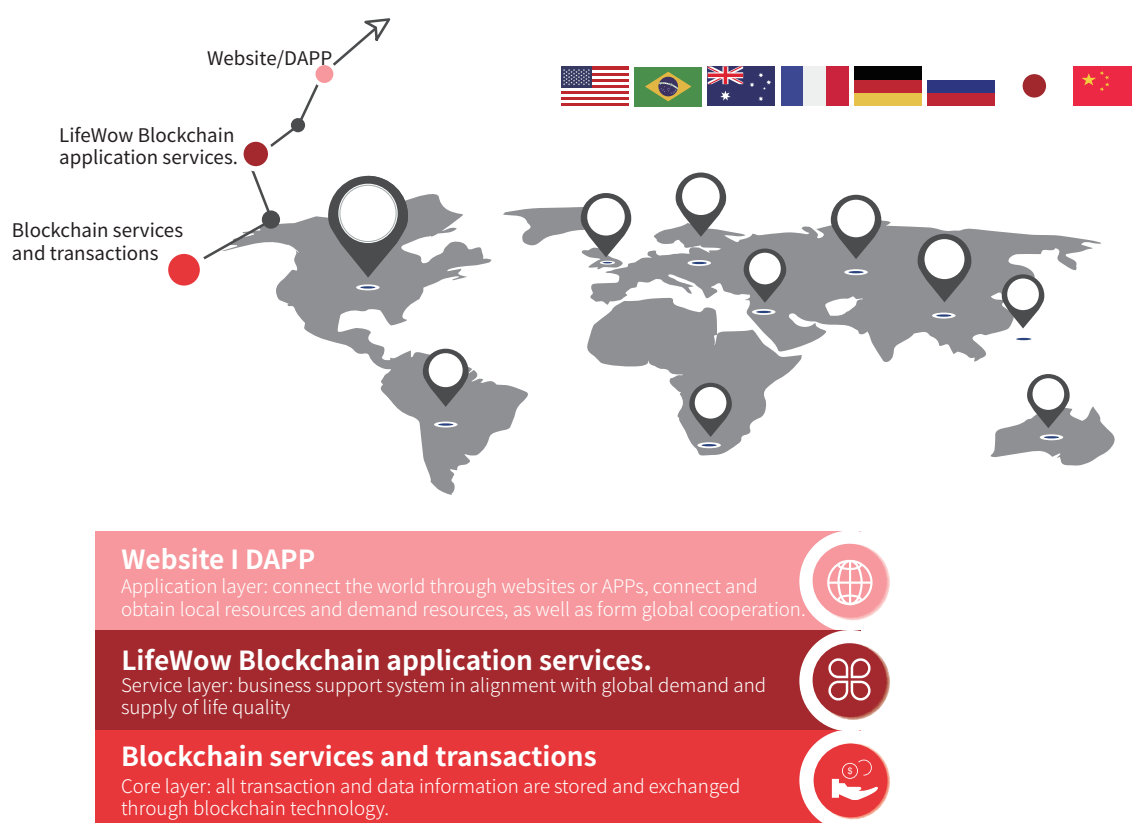 Website/DAPP
LifeWow Blockchain
application services.
Blockchain services
and transactions
Website I DAPP
Application layer: connect the world through websites or APPs, connect and
obtain local resources and demand resources, as well as form global cooperation.
LifeWow Blockchain application services.
Service layer: business support system in alignment with global demand and
supply of life quality
Blockchain services and transactions
Core layer: all transaction and data information are stored and exchanged
through blockchain technology.
$